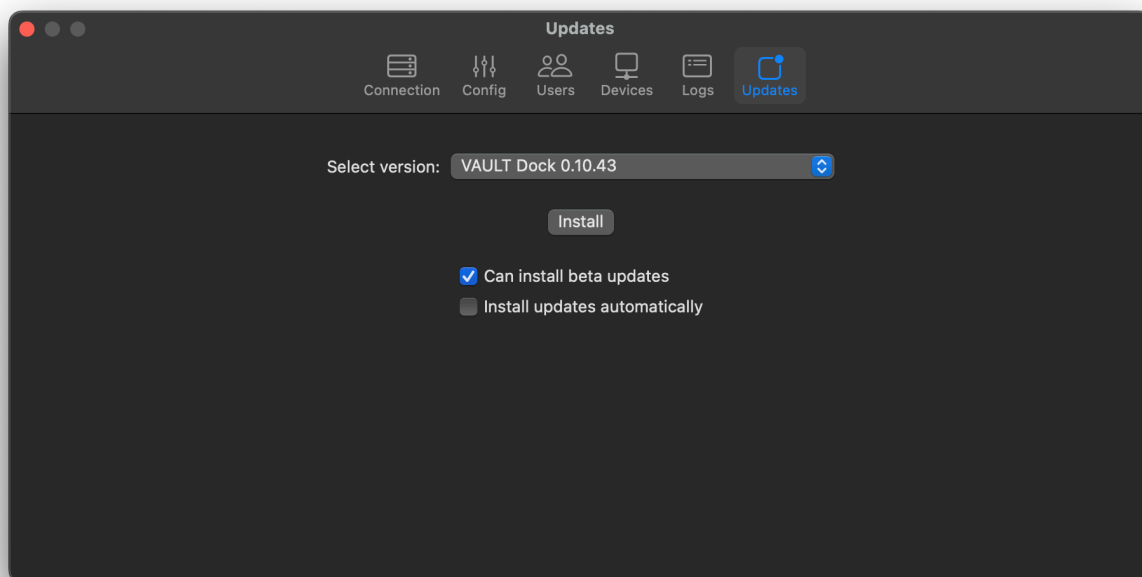 Updates
Connection Config Users Devices Logs Updates
Select version: VAULT Dock 0.10.43
Install
Can install beta updates
Install updates automatically